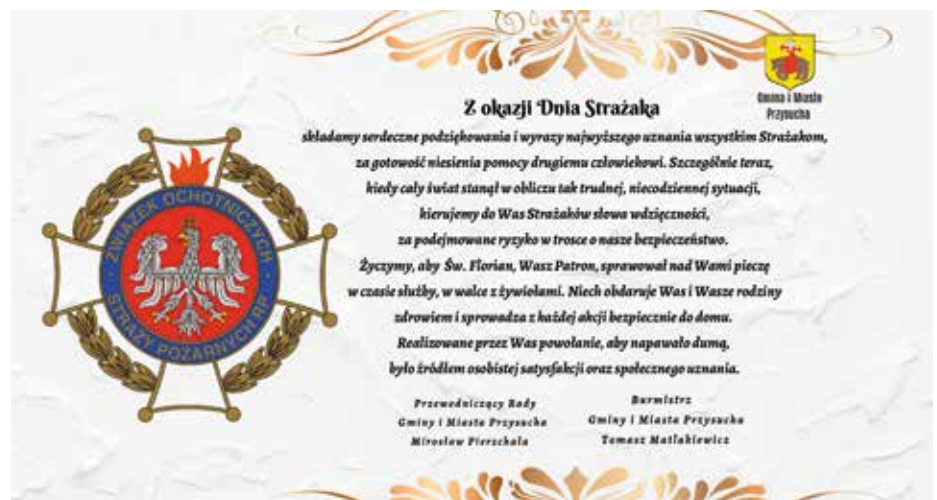 Gmina i Miasto
Przysucha
Z okazji Dnia Strażaka
składamy serdeczne podziękowania i wyrazy najwyższego uznania wszystkim Strażakom,
za gotowość niesienia pomocy drugiemu człowiekowi. Szczególnie teraz,
kiedy cały świat stanął w obliczu tak trudnej, niecodziennej sytuacji,
kierujemy do Was Strażaków słowa wdzięczności,
za podejmowane ryzyko w trosce o nasze bezpieczeństwo.
Życzymy, aby Św. Florian, Wasz Patron, sprawował nad Wami pieczę
w czasie służby, w walce z żywiołami. Niech obdaruje Was i Wasze rodziny
zdrowiem i sprowadza z każdej akcji bezpiecznie do domu.
Realizowane przez Was powołanie, aby napawało dumą,
było źródłem osobistej satysfakcji oraz społecznego uznania.
Przewodniczący Rady
Gminy i Miasta Przysucha
Mirosław Pierzchała
Burmistrz
Gminy i Miasta Przysucha
Tomasz Matlakiewicz
ZWIĄZEK OCHOTNICZYCH
STRAŻY POŻARNYCH RP